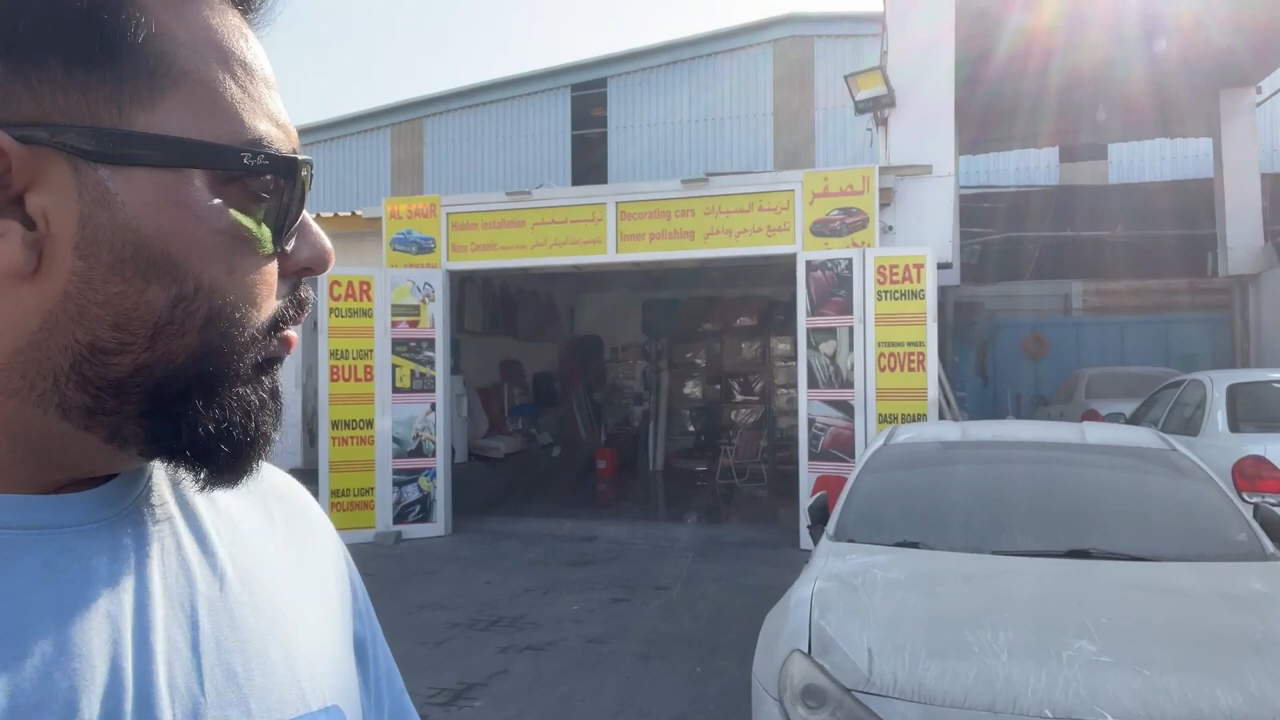 Ray-Ban
AL SAQR
Hidden installation تركيب مخفي
Nano Ceramic
Decorating cars لزينة السيارات
Inner polishing تلميع خارجي وداخلي
الصقر
CAR
POLISHING
HEAD LIGHT
BULB
WINDOW
TINTING
HEAD LIGHT
POLISHING
SEAT
STICHING
STEERING WHEEL
COVER
DASH BOARD